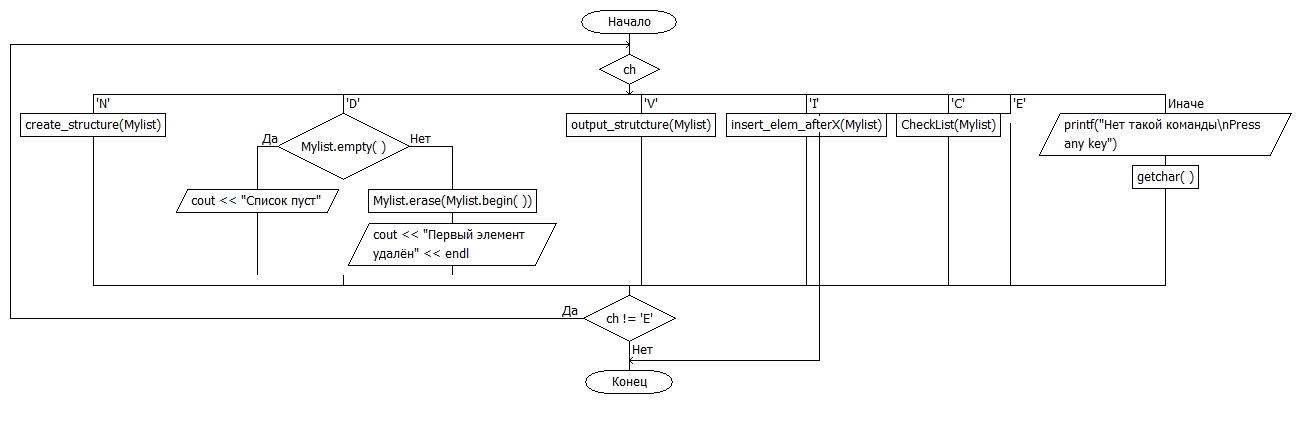 Начало
ch
'N'
'D'
'V'
'I'
'C'
'E'
Иначе
create_structure(Mylist)
Да
Mylist.empty( )
Нет
output_strutcture(Mylist)
insert_elem_afterX(Mylist)
CheckList(Mylist)
printf("Нет такой команды\nPress
any key")
getchar( )
cout << "Список пуст"
Mylist.erase(Mylist.begin( ))
cout << "Первый элемент
удалён" << endl
Да
ch != 'E'
Нет
Конец